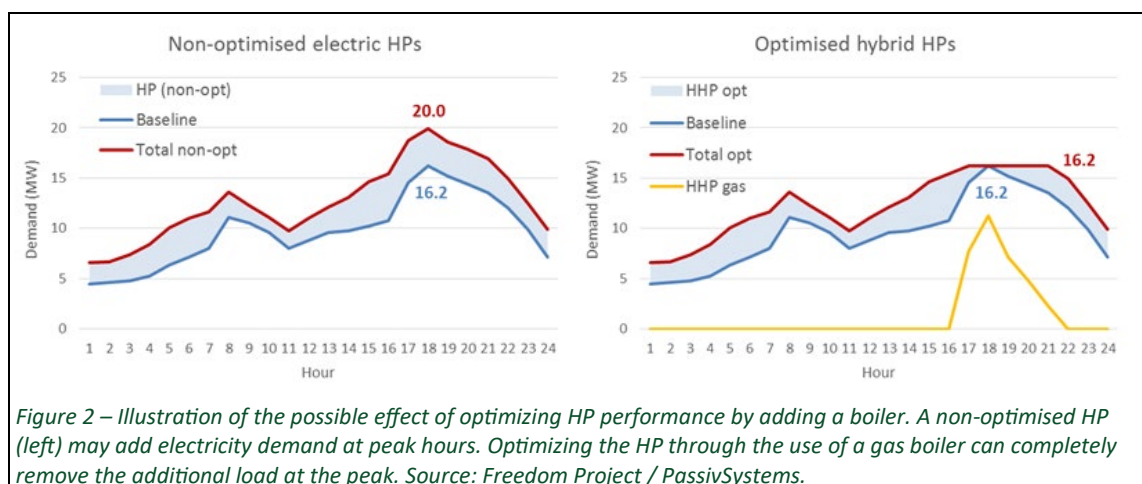 Non-optimised electric HPs
25
20
15
10
5
0
Demand (MW)
HP (non-opt)
Baseline
Total non-opt
20.0
16.2
1 2 3 4 5 6 7 8 9 10 11 12 13 14 15 16 17 18 19 20 21 22 23 24
Hour
Optimised hybrid HPs
25
20
15
10
5
0
Demand (MW)
HHP opt
Baseline
Total opt
HHP gas
16.2
16.2
1 2 3 4 5 6 7 8 9 10 11 12 13 14 15 16 17 18 19 20 21 22 23 24
Hour
Figure 2 – Illustration of the possible effect of optimizing HP performance by adding a boiler. A non-optimised HP
(left) may add electricity demand at peak hours. Optimizing the HP through the use of a gas boiler can completely
remove the additional load at the peak. Source: Freedom Project / PassivSystems.